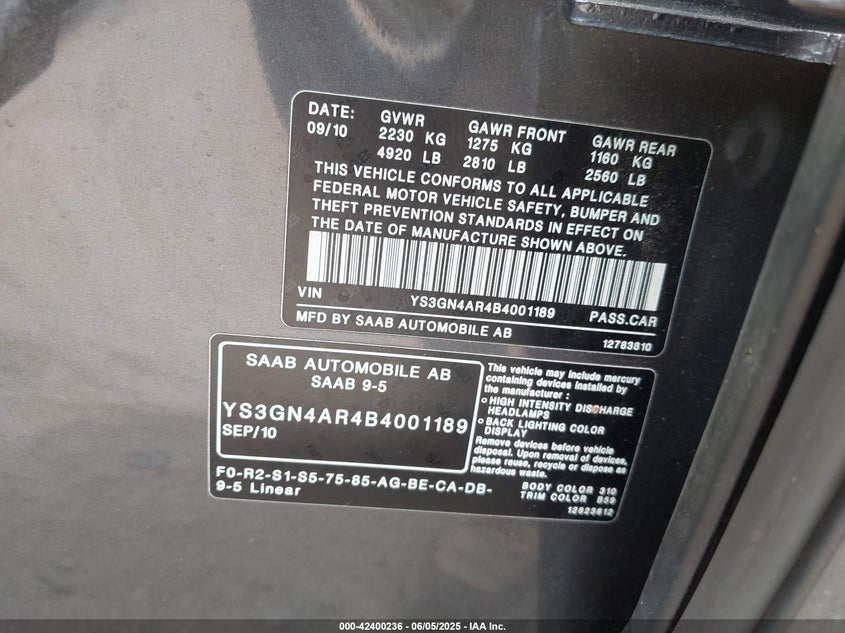 DATE: GVWR GAWR FRONT GAWR REAR
09/10 2230 KG 1275 KG 1160 KG
4920 LB 2810 LB 2560 LB
THIS VEHICLE CONFORMS TO ALL APPLICABLE
FEDERAL MOTOR VEHICLE SAFETY, BUMPER AND
THEFT PREVENTION STANDARDS IN EFFECT ON
THE DATE OF MANUFACTURE SHOWN ABOVE.
VIN YS3GN4AR4B4001189 PASS.CAR
MFD BY SAAB AUTOMOBILE AB
12783810
SAAB AUTOMOBILE AB
SAAB 9-5
YS3GN4AR4B4001189
SEP/10
This vehicle may include mercury
containing devices installed by
the manufacturer :
o HIGH INTENSITY DISCHARGE
HEADLAMPS
o BACK LIGHTING COLOR
DISPLAY
Remove devices before vehicle
disposal. Upon removal of devices,
please reuse, recycle or dispose as
hazardous waste.
F0-R2-S1-S5-75-85-AG-BE-CA-DB-
9-5 Linear
BODY COLOR 310
TRIM COLOR 859
12823612
000-42400236 - 06/05/2025 - IAA Inc.